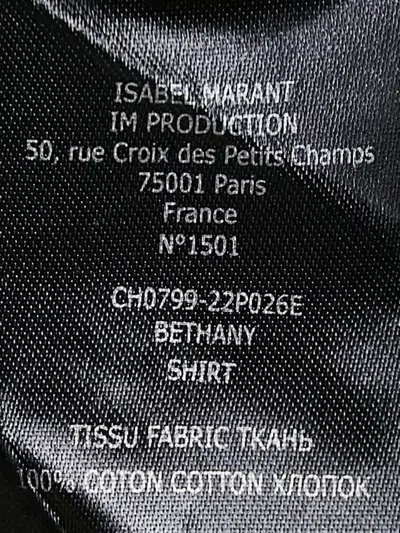 ISABEL MARANT
IM PRODUCTION
50, rue Croix des Petits Champs
75001 Paris
France
N°1501
CH0799-22P026E
BETHANY
SHIRT
TISSU FABRIC ТКАНЬ
100% COTON COTTON ХЛОПОК